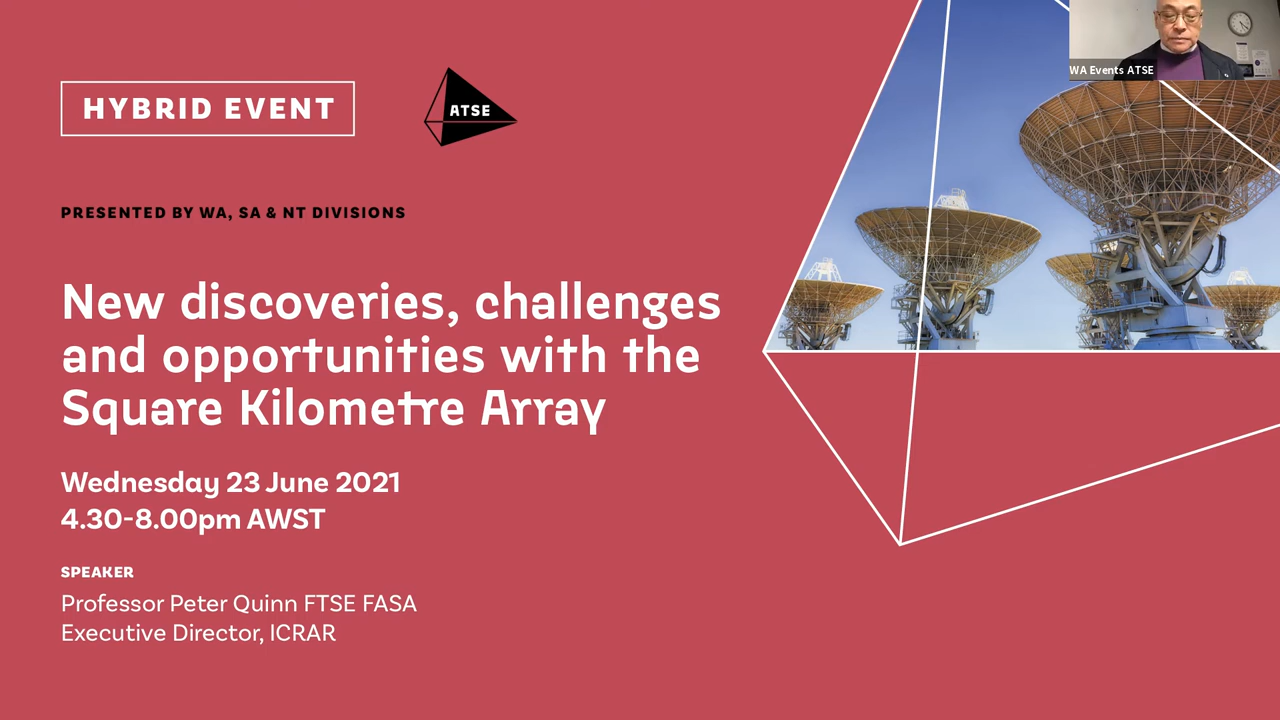 HYBRID EVENT
ATSE
WA Events ATSE
PRESENTED BY WA, SA & NT DIVISIONS
New discoveries, challenges
and opportunities with the
Square Kilometre Array
Wednesday 23 June 2021
4.30-8.00pm AWST
SPEAKER
Professor Peter Quinn FTSE FASA
Executive Director, ICRAR